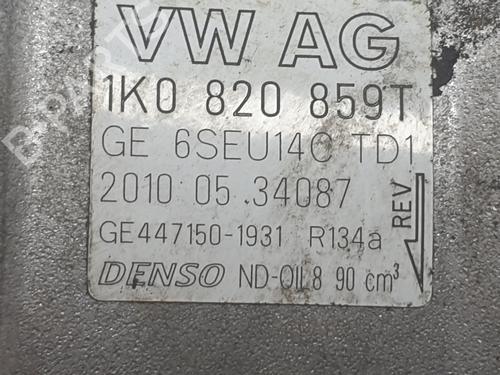 VW AG
1K0 820 859T
GE 6SEU14C TD1
2010 05 .34087
GE447150-1931 R134a
REV
DENSO ND-OIL8 90 cm³
B-Parts